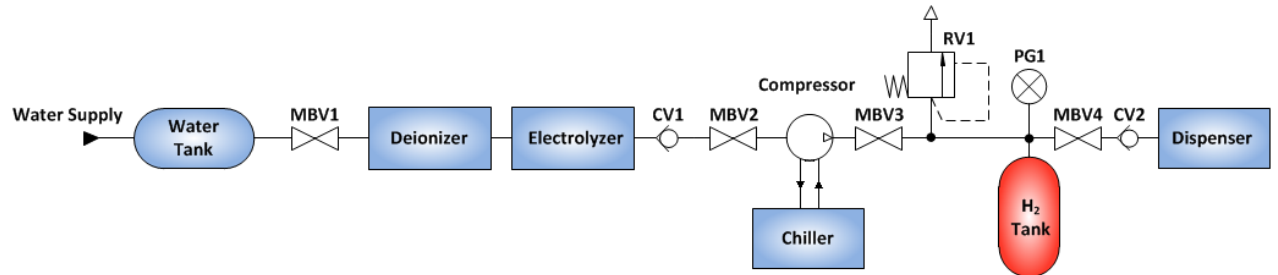 Water Supply
Water
Tank
MBV1
Deionizer
Electrolyzer
CV1
MBV2
Compressor
Chiller
MBV3
RV1
PG1
H₂
Tank
MBV4
CV2
Dispenser